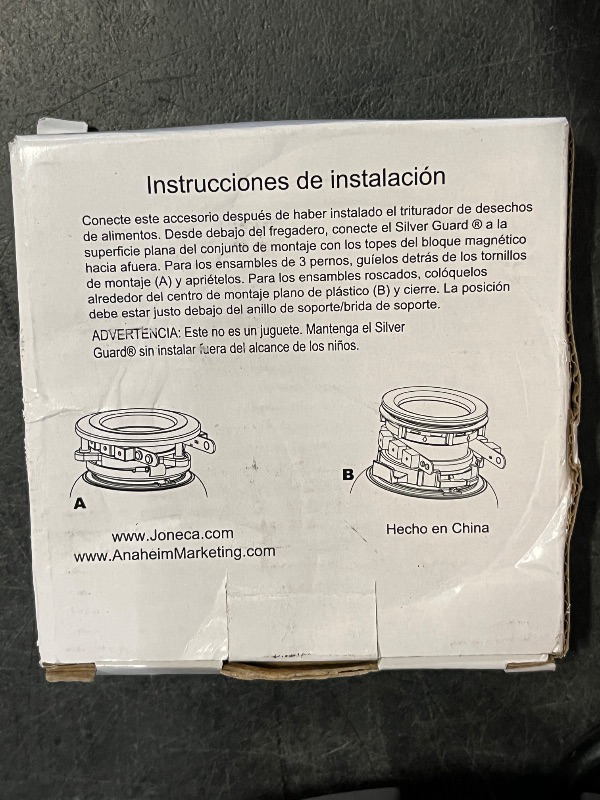 Instrucciones de instalación
Conecte este accesorio después de haber instalado el triturador de desechos
de alimentos. Desde debajo del fregadero, conecte el Silver Guard ® a la
superficie plana del conjunto de montaje con los topes del bloque magnético
hacia afuera. Para los ensambles de 3 pernos, guíelos detrás de los tornillos
de montaje (A) y apriételos. Para los ensambles roscados, colóquelos
alrededor del centro de montaje plano de plástico (B) y cierre. La posición
debe estar justo debajo del anillo de soporte/brida de soporte.
ADVERTENCIA: Este no es un juguete. Mantenga el Silver
Guard® sin instalar fuera del alcance de los niños.
A
B
www.Joneca.com
www.AnaheimMarketing.com
Hecho en China